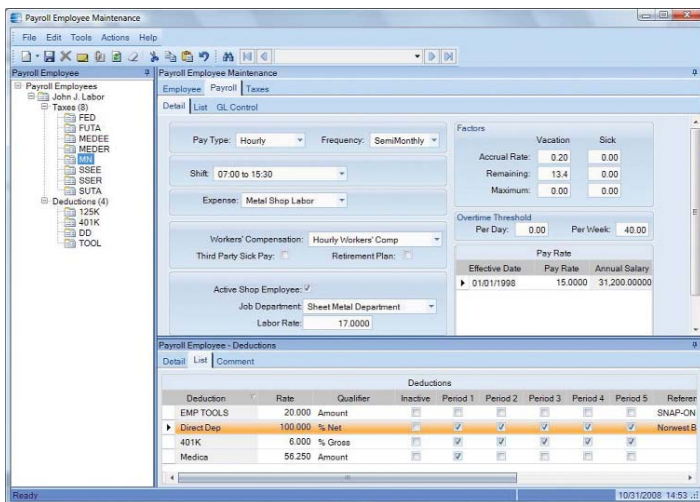 Payroll Employee Maintenance
File Edit Tools Actions Help
Payroll Employee
Payroll Employees
John J. Labor
Taxes (8)
FED
FUTA
MEDEE
MEDER
MN
SSEE
SSER
SUTA
Deductions (4)
125K
401K
DD
TOOL
Payroll Employee Maintenance
Employee Payroll Taxes
Detail List GL Control
Pay Type: Hourly Frequency: SemiMonthly
Shift: 07:00 to 15:30
Expense: Metal Shop Labor
Workers' Compensation: Hourly Workers' Comp
Third Party Sick Pay: Retirement Plan:
Active Shop Employee:
Job Department: Sheet Metal Department
Labor Rate: 17.0000
Factors
Vacation Sick
Accrual Rate: 0.20 0.00
Remaining: 13.4 0.00
Maximum: 0.00 0.00
Overtime Threshold
Per Day: 0.00 Per Week: 40.00
Pay Rate
Effective Date Pay Rate Annual Salary
01/01/1998 15.0000 31,200.00000
Payroll Employee - Deductions
Detail List Comment
Deductions
Deduction Rate Qualifier Inactive Period 1 Period 2 Period 3 Period 4 Period 5 Referer
EMP TOOLS 20.000 Amount SNAP-ON
Direct Dep 100.000 % Net Norwest B
401K 6.000 % Gross
Medica 56.250 Amount
Ready 10/31/2008 14:53